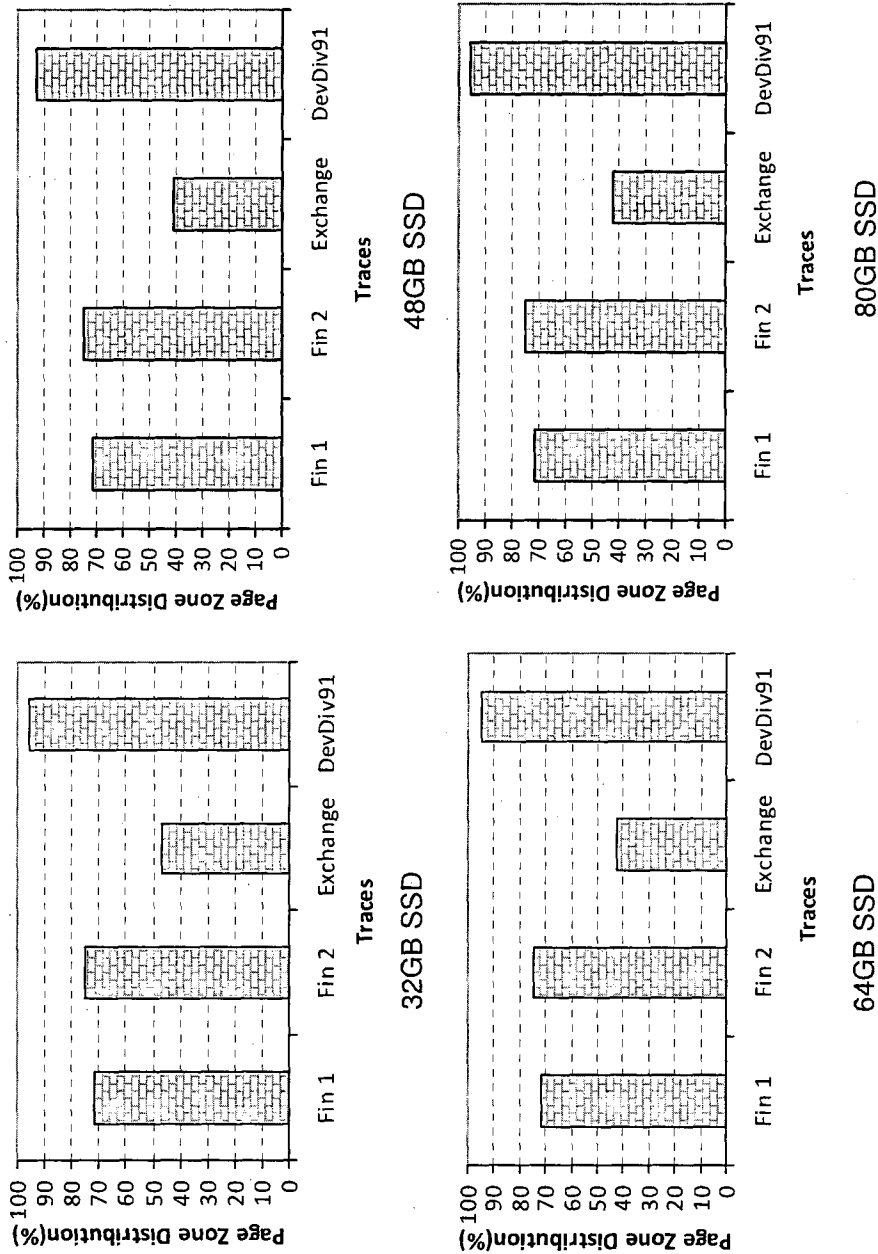 Page Zone Distribution(%)
100
90
80
70
60
50
40
30
20
10
0
Fin 1
Fin 2
Exchange
DevDiv91
Traces
32GB SSD
Page Zone Distribution(%)
100
90
80
70
60
50
40
30
20
10
0
Fin 1
Fin 2
Exchange
DevDiv91
Traces
48GB SSD
Page Zone Distribution(%)
100
90
80
70
60
50
40
30
20
10
0
Fin 1
Fin 2
Exchange
DevDiv91
Traces
64GB SSD
Page Zone Distribution(%)
100
90
80
70
60
50
40
30
20
10
0
Fin 1
Fin 2
Exchange
DevDiv91
Traces
80GB SSD